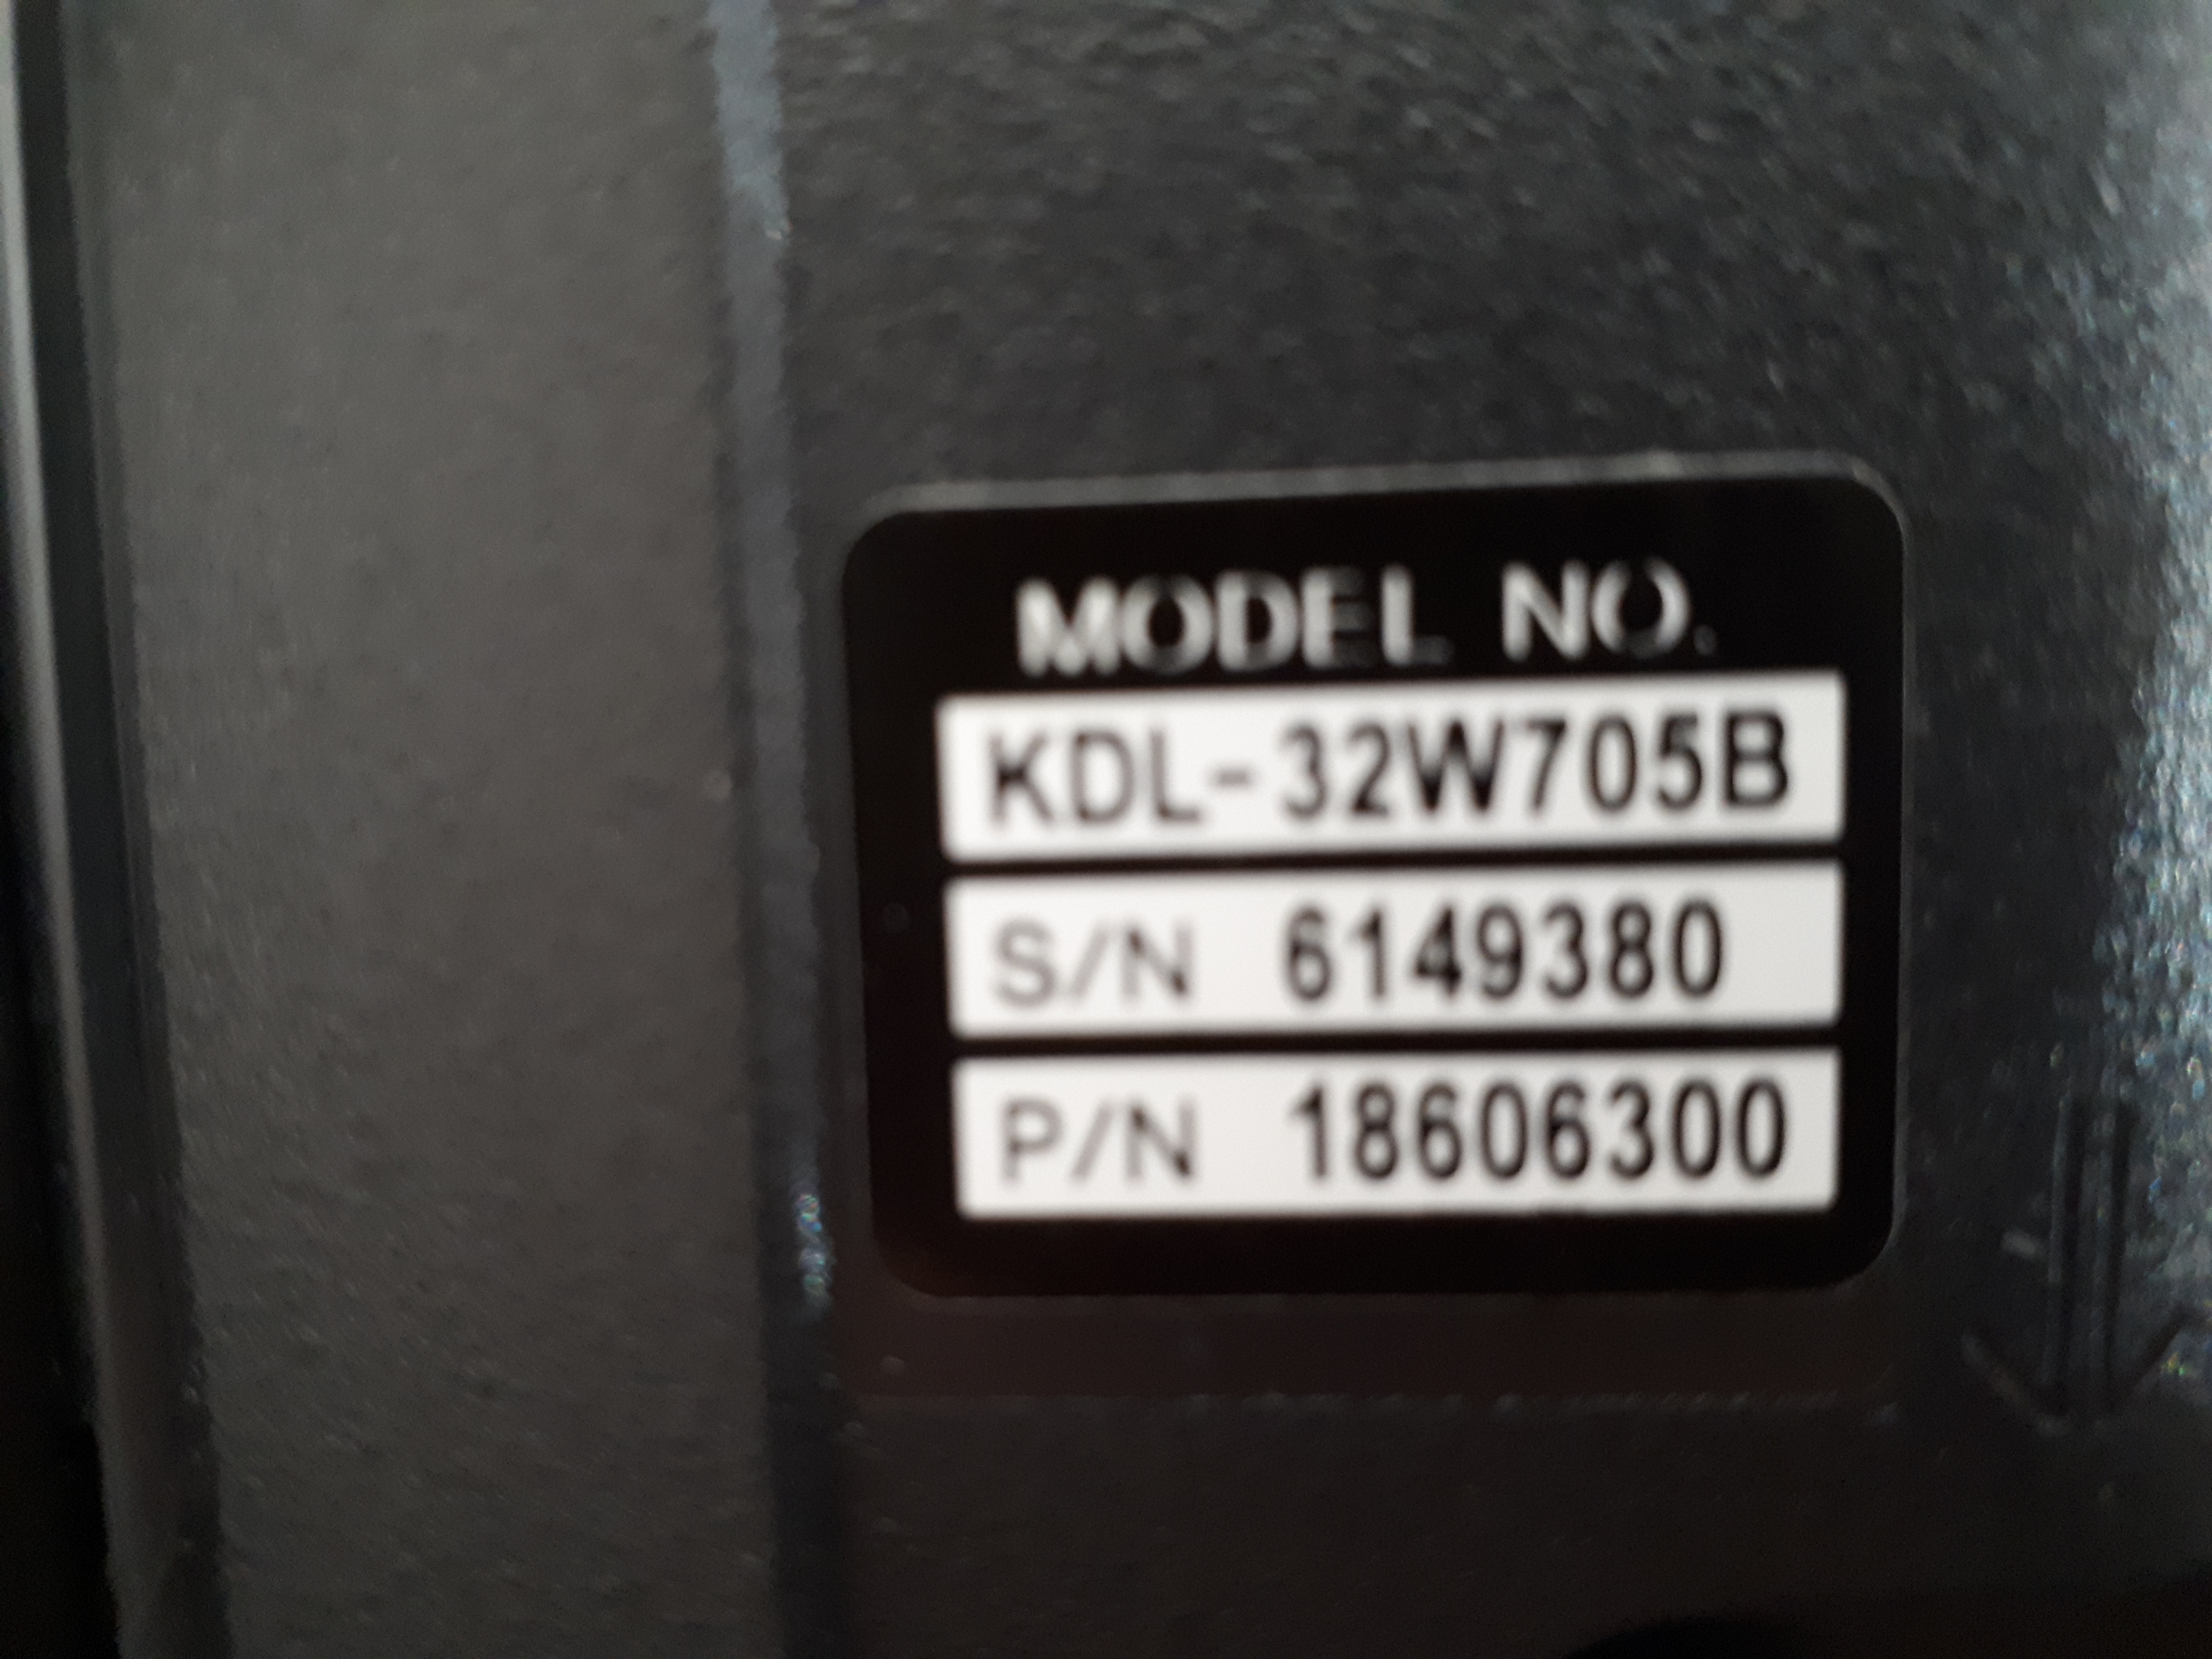 MODEL NO.
KDL-32W705B
S/N 6149380
P/N 18606300